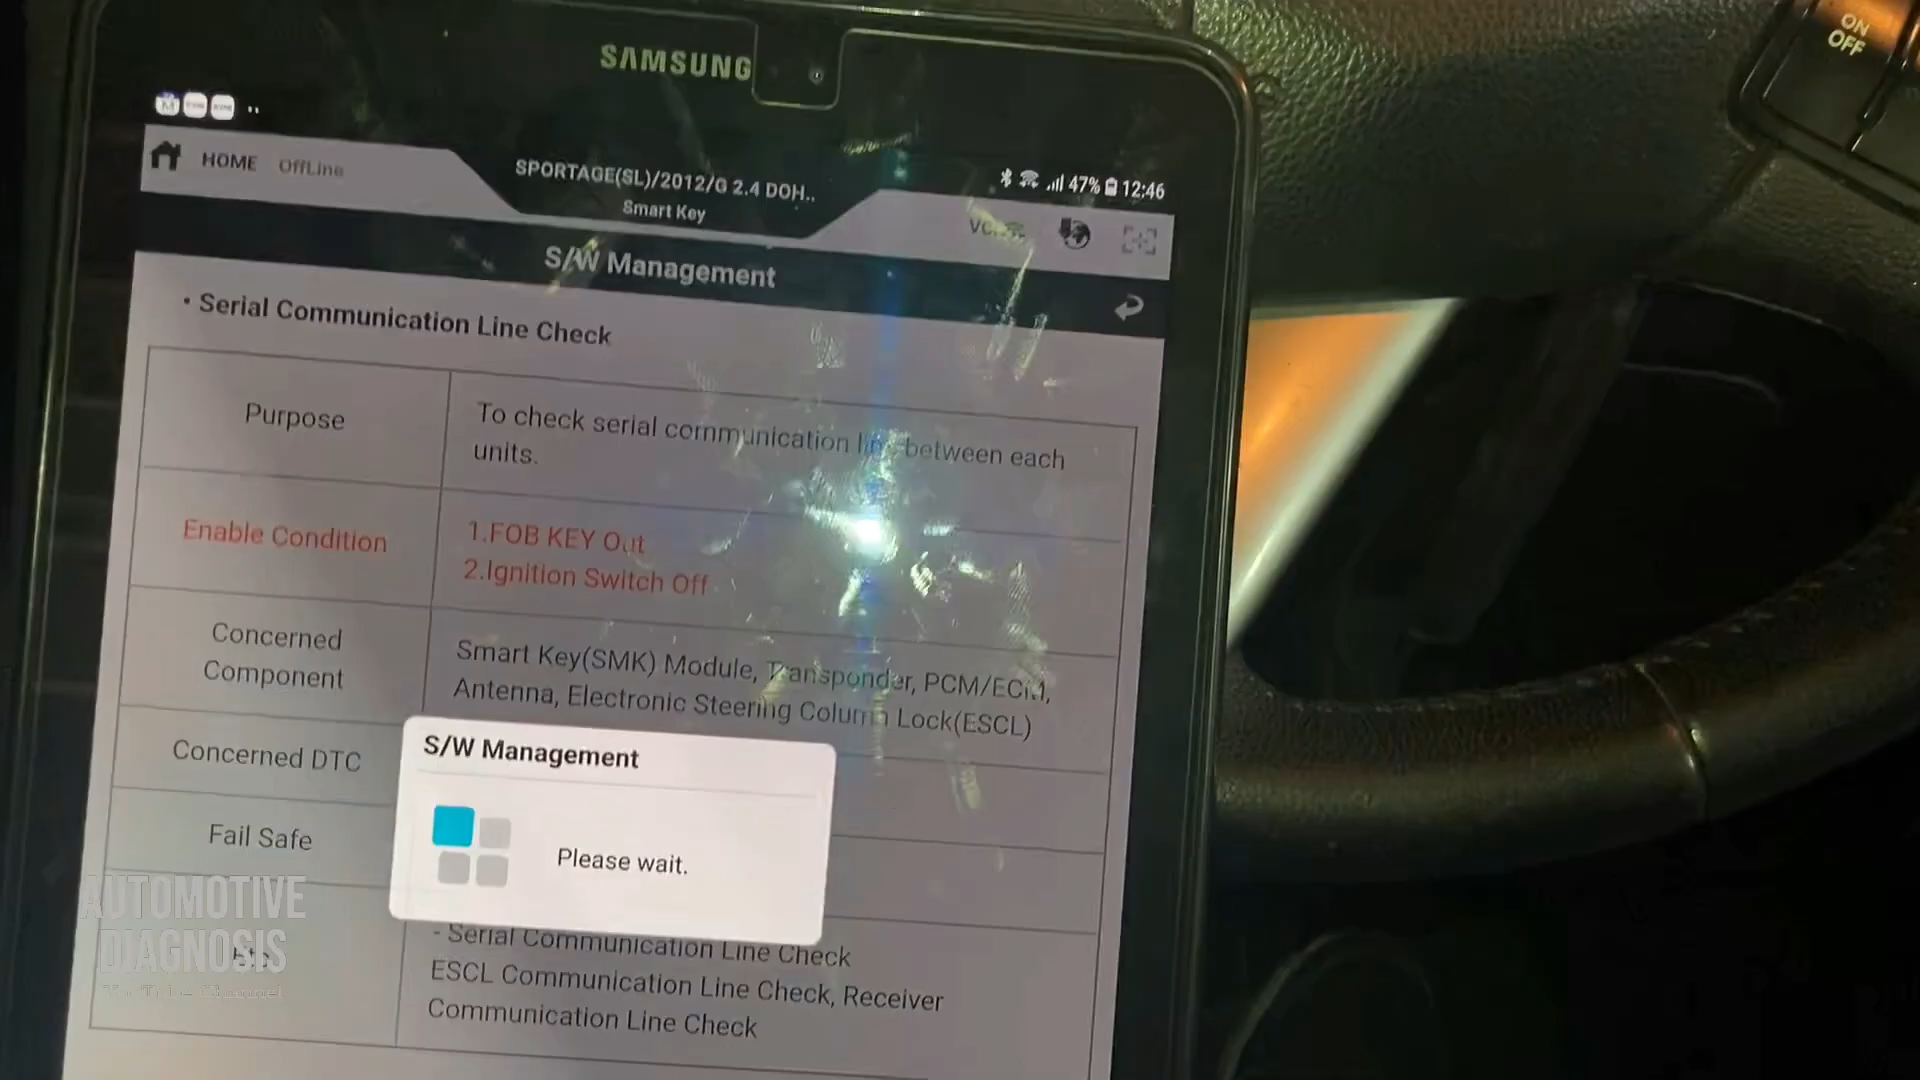 SAMSUNG
ON
OFF
HOME OffLine
SPORTAGE(SL)/2012/G 2.4 DOH..
Smart Key
47% 12:46
S/W Management
• Serial Communication Line Check
Purpose
To check serial communication line between each
units.
Enable Condition
1.FOB KEY Out
2.Ignition Switch Off
Concerned
Component
Smart Key(SMK) Module, Transponder, PCM/ECM,
Antenna, Electronic Steering Column Lock(ESCL)
Concerned DTC
Fail Safe
S/W Management
Please wait.
- Serial Communication Line Check
ESCL Communication Line Check, Receiver
Communication Line Check
AUTOMOTIVE
DIAGNOSIS
YouTube Channel